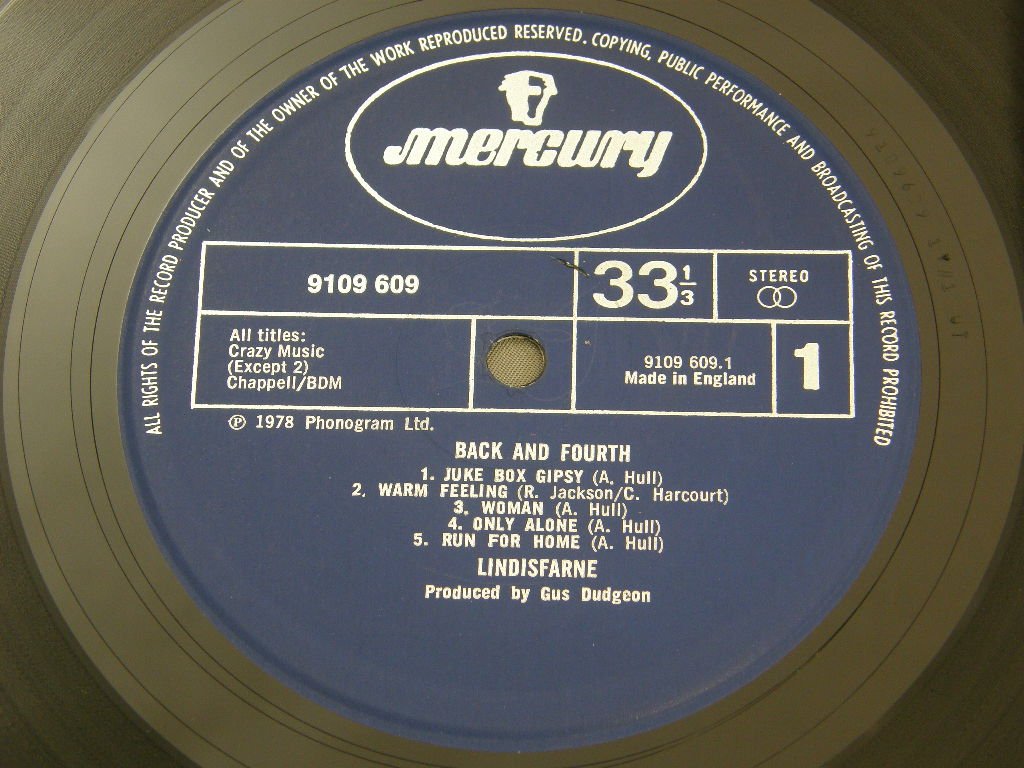 ALL RIGHTS OF THE RECORD PRODUCER AND OF THE OWNER OF THE WORK REPRODUCED RESERVED. COPYING, PUBLIC PERFORMANCE AND BROADCASTING OF THIS RECORD PROHIBITED
mercury
9109 609
33 1/3
STEREO
All titles:
Crazy Music
(Except 2)
Chappell/BDM
9109 609.1
Made in England
1
℗ 1978 Phonogram Ltd.
BACK AND FOURTH
1. JUKE BOX GIPSY (A. Hull)
2. WARM FEELING (R. Jackson/C. Harcourt)
3. WOMAN (A. Hull)
4. ONLY ALONE (A. Hull)
5. RUN FOR HOME (A. Hull)
LINDISFARNE
Produced by Gus Dudgeon